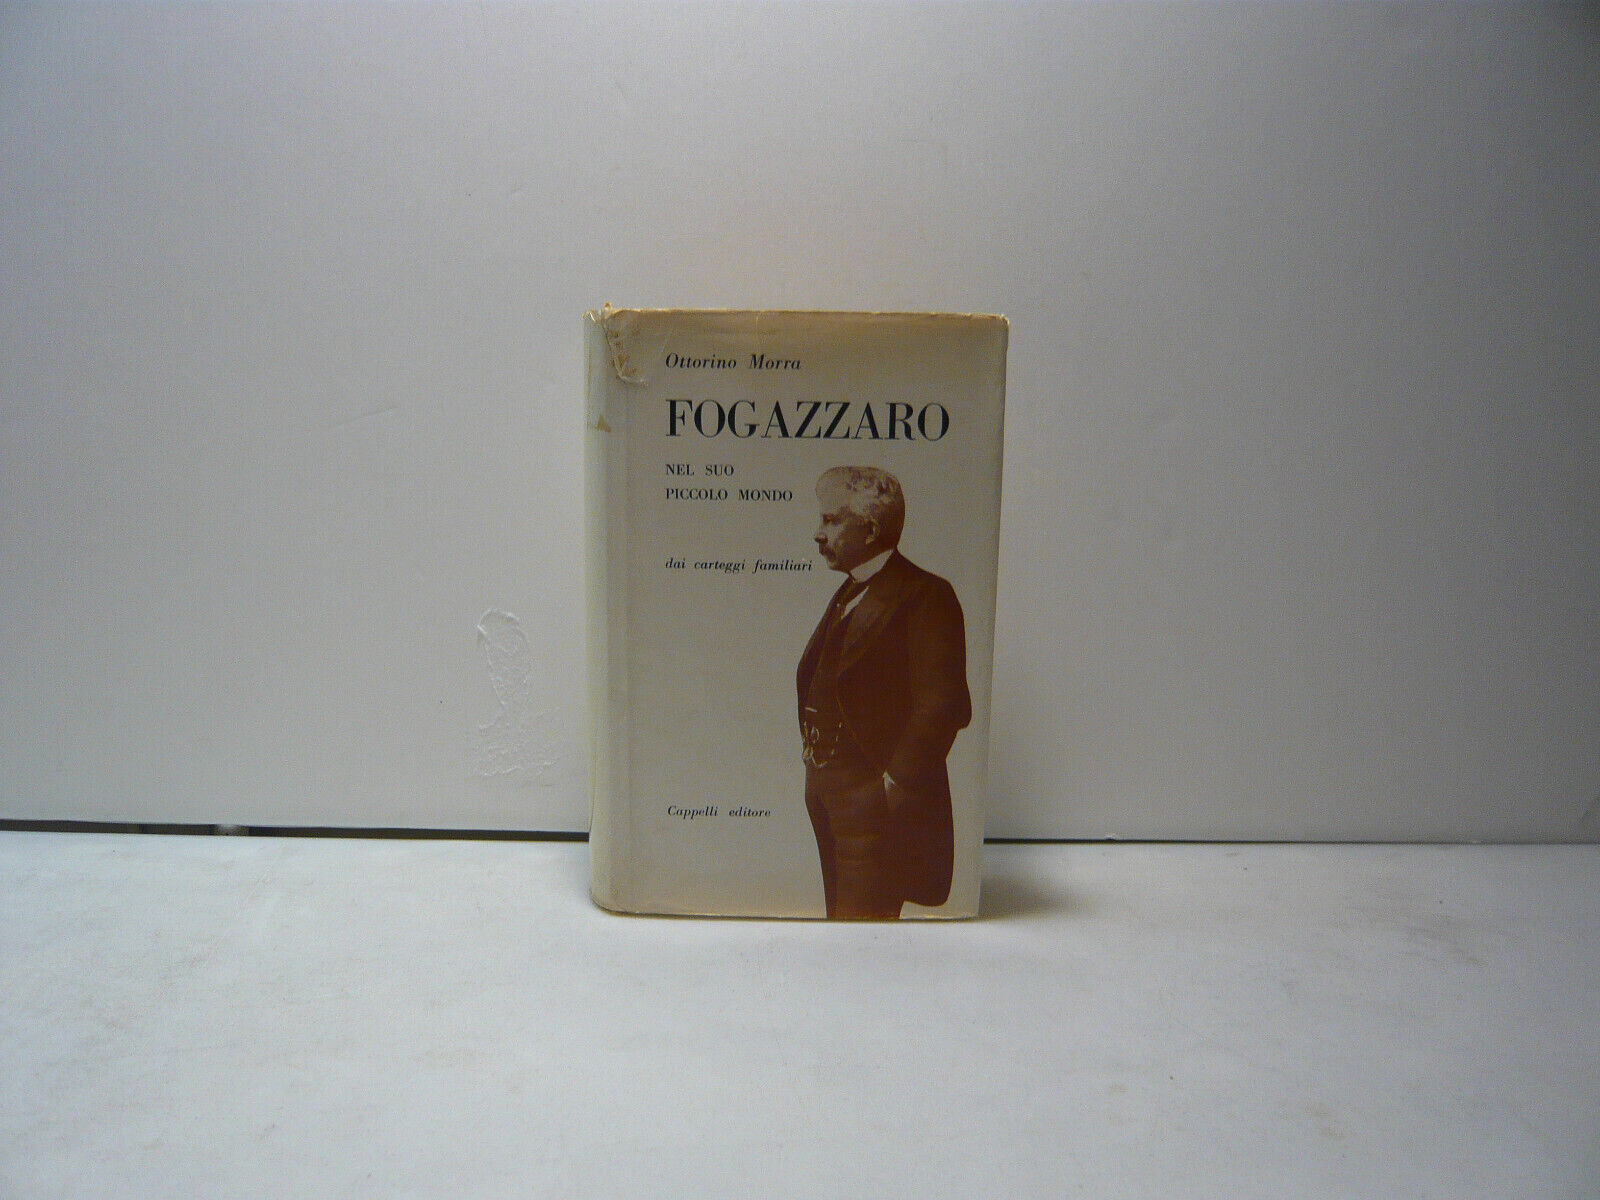 Ottorino Morra
FOGAZZARO
NEL SUO
PICCOLO MONDO
dai carteggi familiari
Cappelli editore